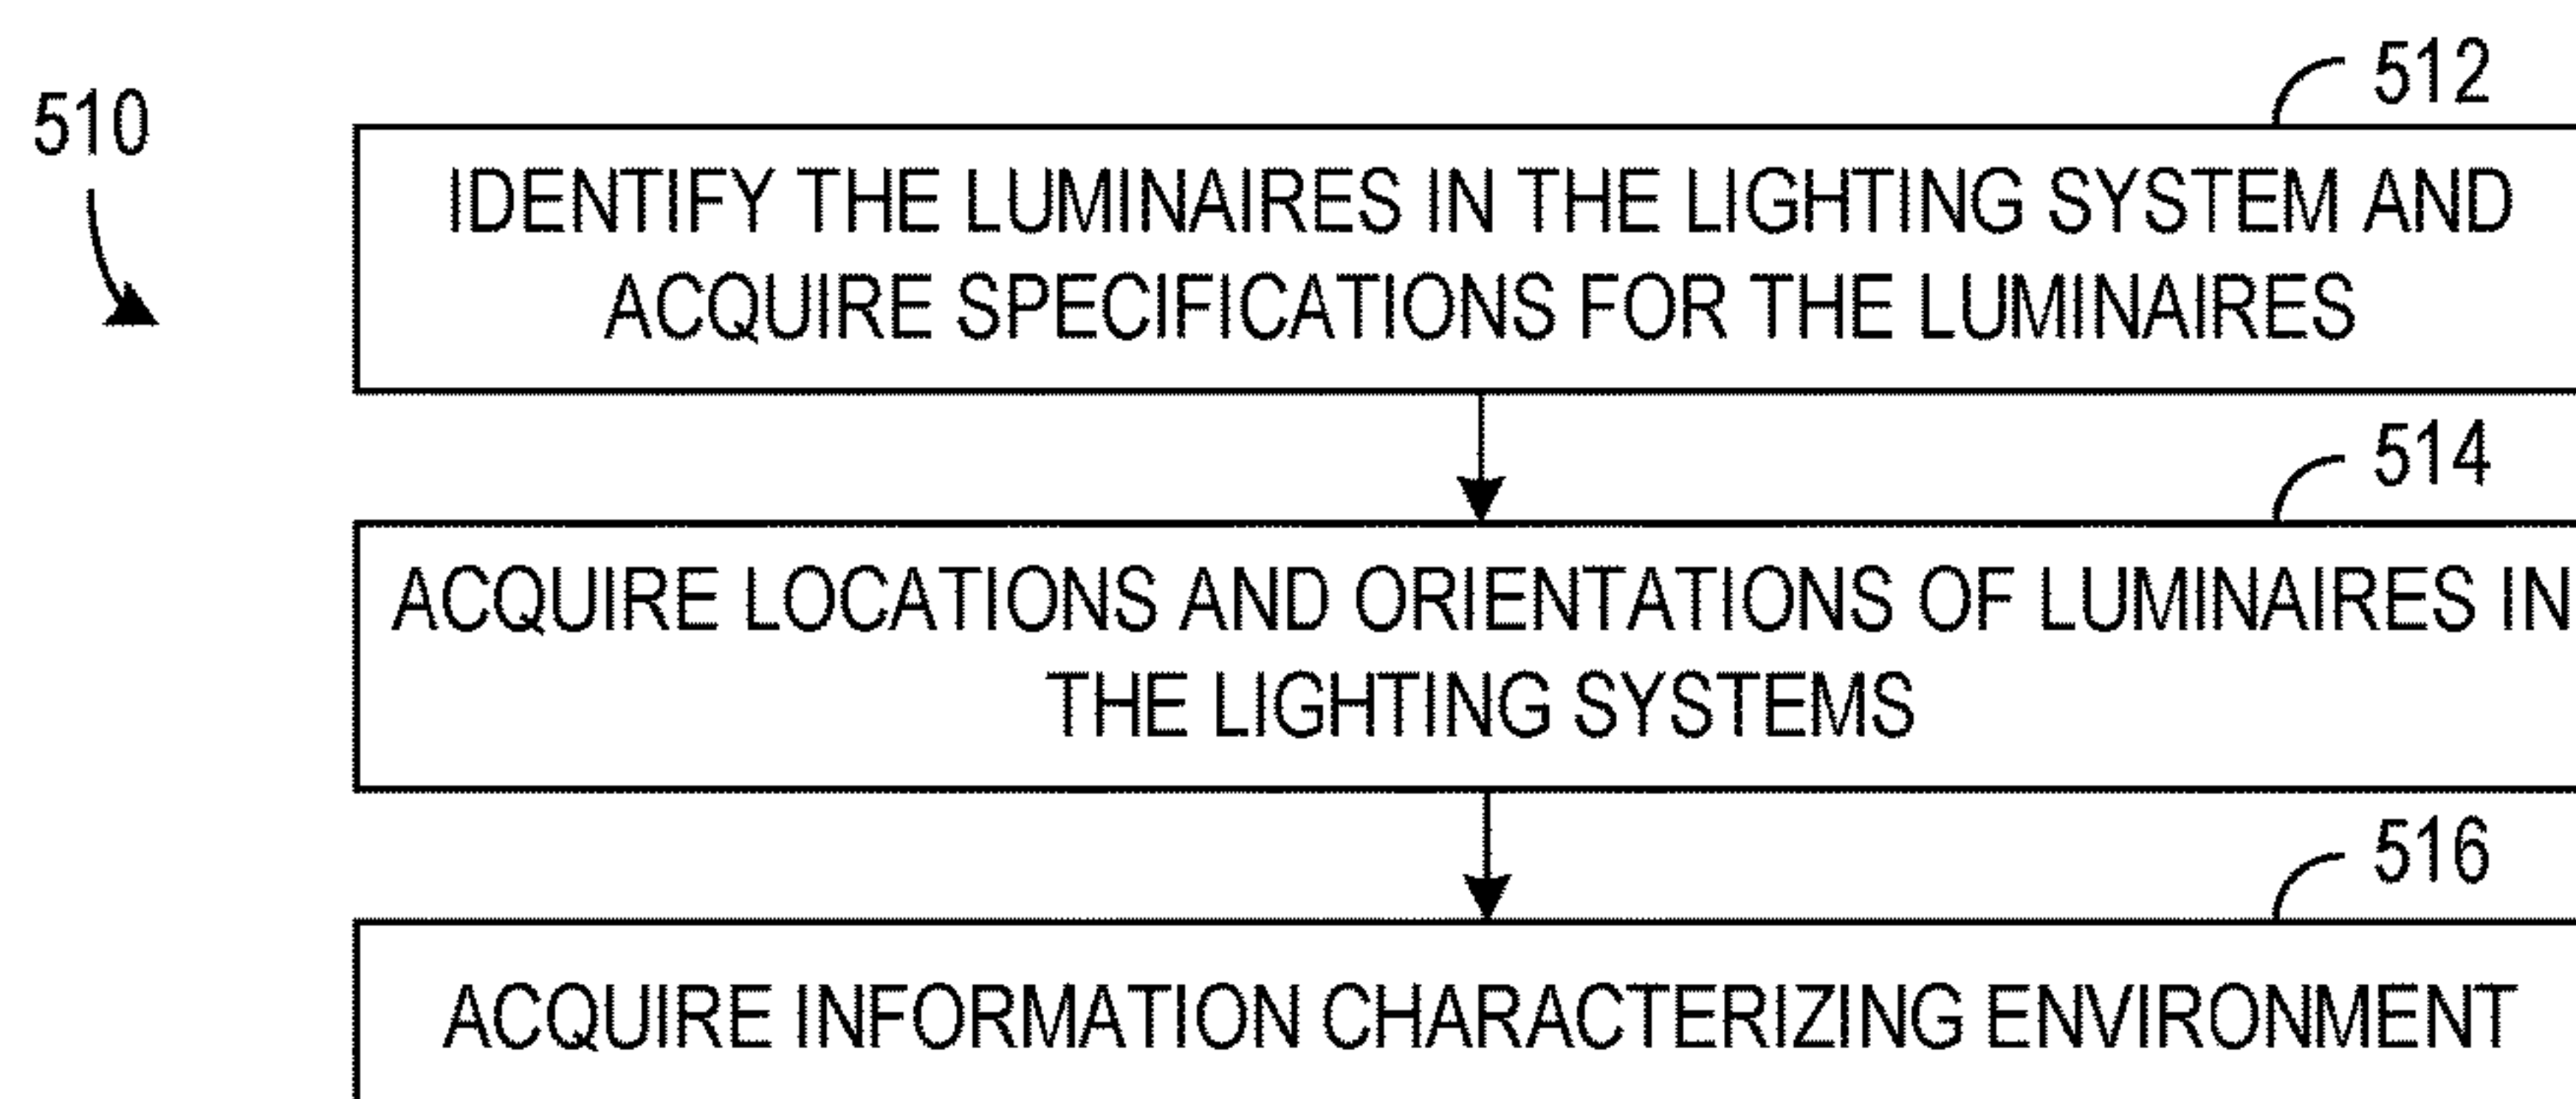 510
512
IDENTIFY THE LUMINAIRES IN THE LIGHTING SYSTEM AND
ACQUIRE SPECIFICATIONS FOR THE LUMINAIRES
514
ACQUIRE LOCATIONS AND ORIENTATIONS OF LUMINAIRES IN
THE LIGHTING SYSTEMS
516
ACQUIRE INFORMATION CHARACTERIZING ENVIRONMENT